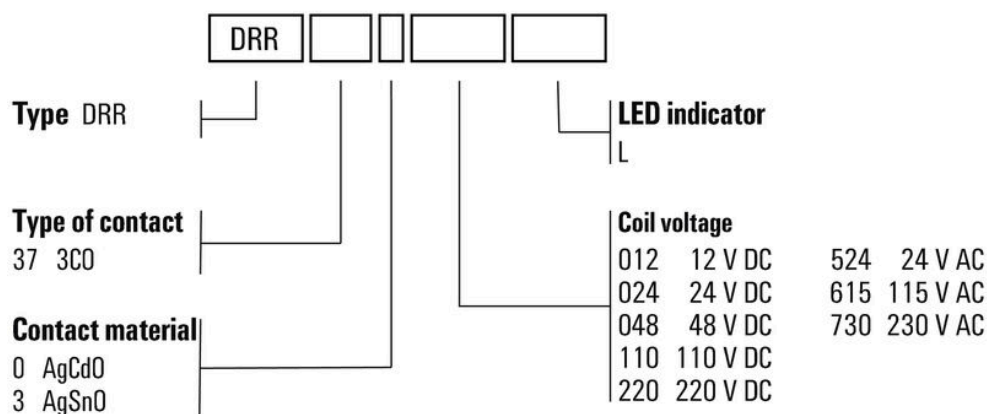 DRR
Type DRR
LED indicator
L
Type of contact
37 3CO
Coil voltage
012 12 V DC 524 24 V AC
024 24 V DC 615 115 V AC
048 48 V DC 730 230 V AC
110 110 V DC
220 220 V DC
Contact material
0 AgCdO
3 AgSnO